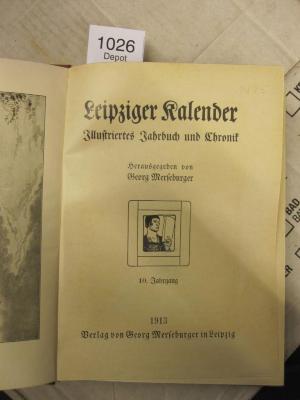 1026
Depot
Leipziger Kalender
Illustriertes Jahrbuch und Chronik
Herausgegeben von
Georg Merseburger
10. Jahrgang
1913
Verlag von Georg Merseburger in Leipzig